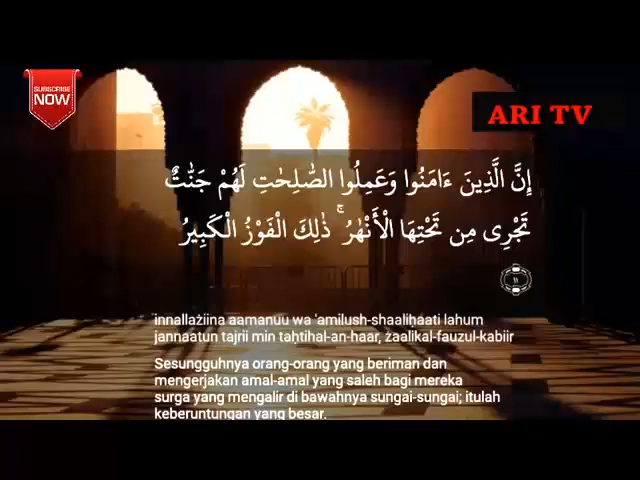 SUBSCRIBE
NOW
ARI TV
إِنَّ الَّذِينَ ءَامَنُوا وَعَمِلُوا الصّٰلِحٰتِ لَهُمْ جَنّٰتٌ
تَجْرِى مِن تَحْتِهَا الْأَنْهٰرُ ۚ ذٰلِكَ الْفَوْزُ الْكَبِيرُ
١١
innallażiina aamanuu wa 'amilush-shaaliḥaati lahum
jannaatun tajrii min taḥtihal-an-haar, żaalikal-fauzul-kabiir
Sesungguhnya orang-orang yang beriman dan
mengerjakan amal-amal yang saleh bagi mereka
surga yang mengalir di bawahnya sungai-sungai; itulah
keberuntungan yang besar.